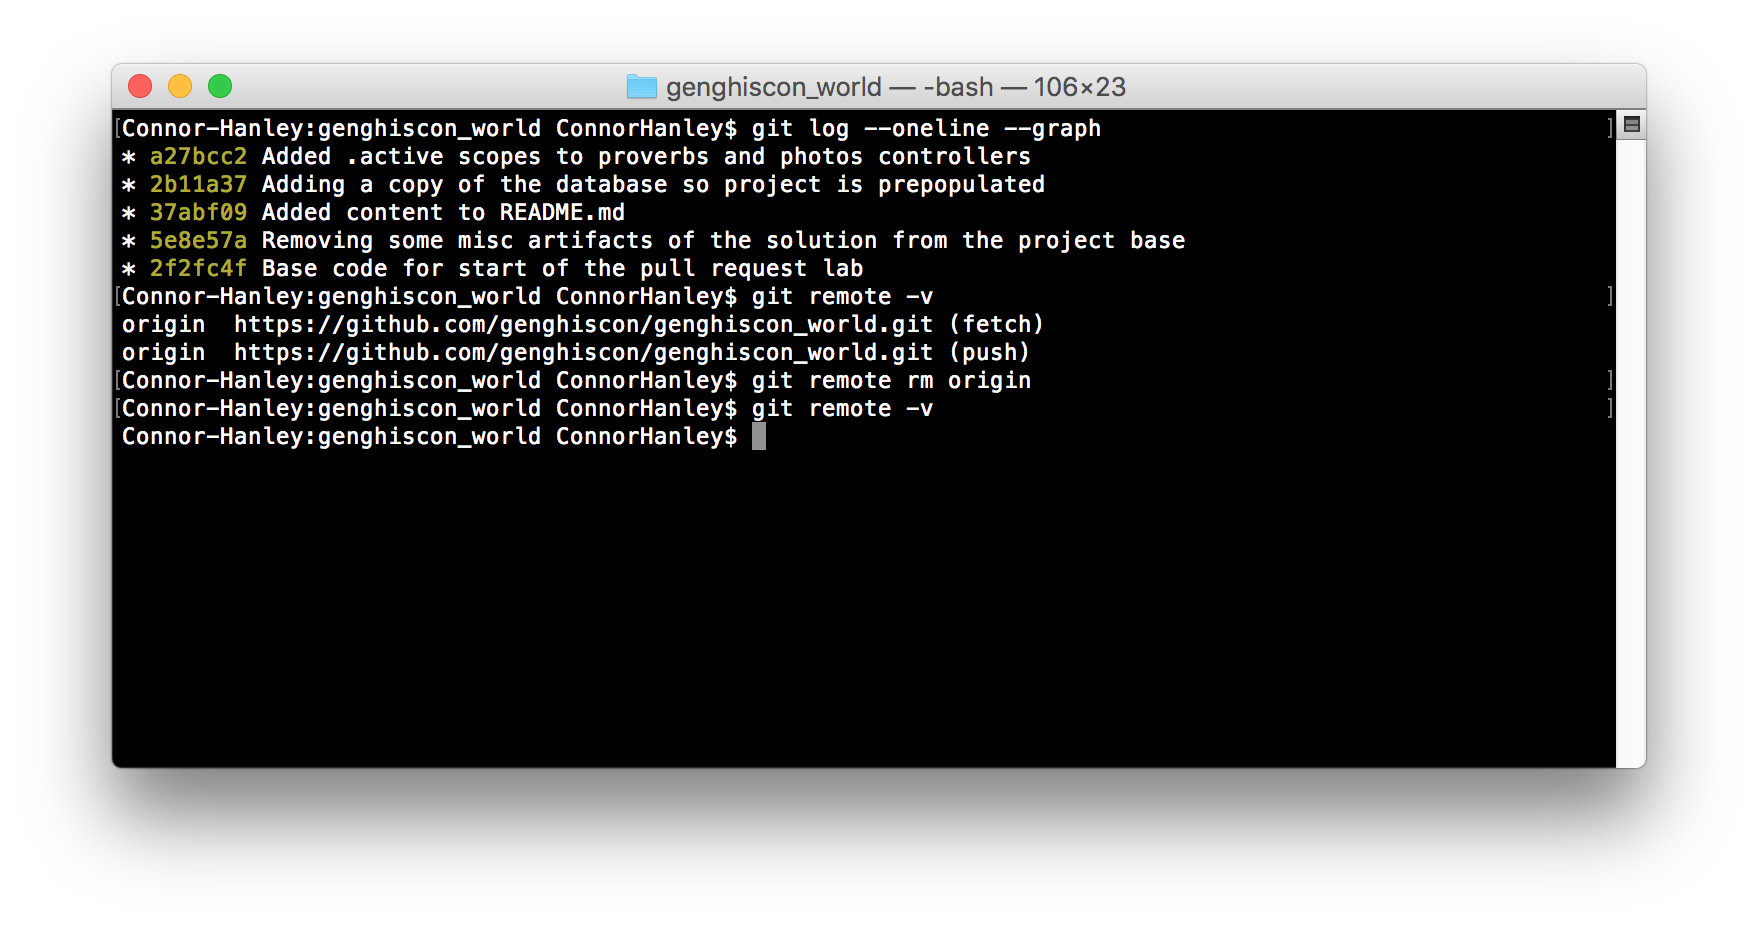 genghiscon_world — -bash — 106×23
[Connor-Hanley:genghiscon_world ConnorHanley$ git log --oneline --graph ]
* a27bcc2 Added .active scopes to proverbs and photos controllers
* 2b11a37 Adding a copy of the database so project is prepopulated
* 37abf09 Added content to README.md
* 5e8e57a Removing some misc artifacts of the solution from the project base
* 2f2fc4f Base code for start of the pull request lab
[Connor-Hanley:genghiscon_world ConnorHanley$ git remote -v ]
origin  https://github.com/genghiscon/genghiscon_world.git (fetch)
origin  https://github.com/genghiscon/genghiscon_world.git (push)
[Connor-Hanley:genghiscon_world ConnorHanley$ git remote rm origin ]
[Connor-Hanley:genghiscon_world ConnorHanley$ git remote -v ]
Connor-Hanley:genghiscon_world ConnorHanley$